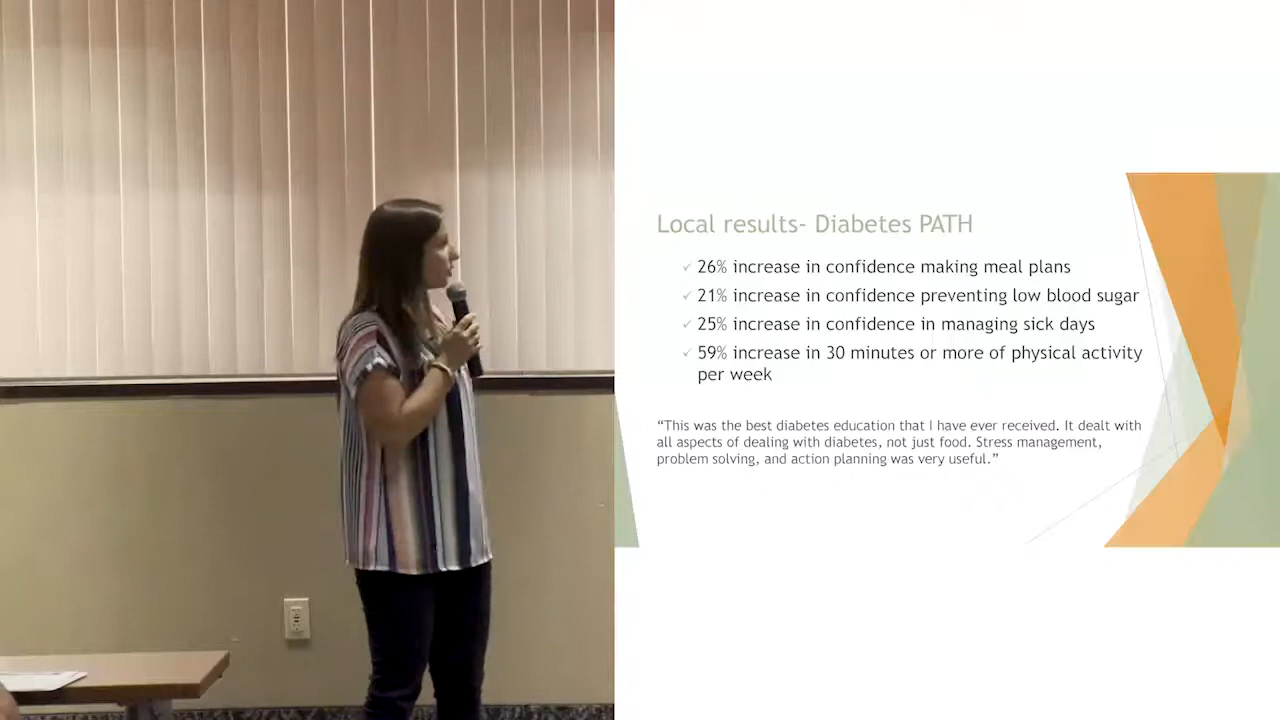 Local results- Diabetes PATH
✓ 26% increase in confidence making meal plans
✓ 21% increase in confidence preventing low blood sugar
✓ 25% increase in confidence in managing sick days
✓ 59% increase in 30 minutes or more of physical activity
per week
“This was the best diabetes education that I have ever received. It dealt with
all aspects of dealing with diabetes, not just food. Stress management,
problem solving, and action planning was very useful.”